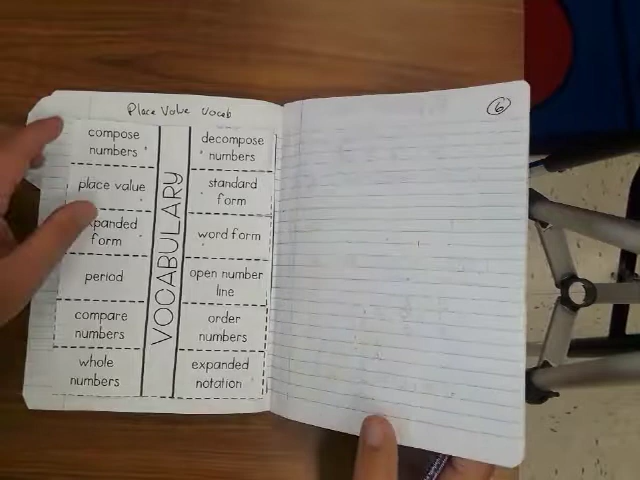 Place Value Vocab
6
compose
numbers
place value
panded
form
period
compare
numbers
whole
numbers
VOCABULARY
decompose
numbers
standard
form
word form
open number
line
order
numbers
expanded
notation